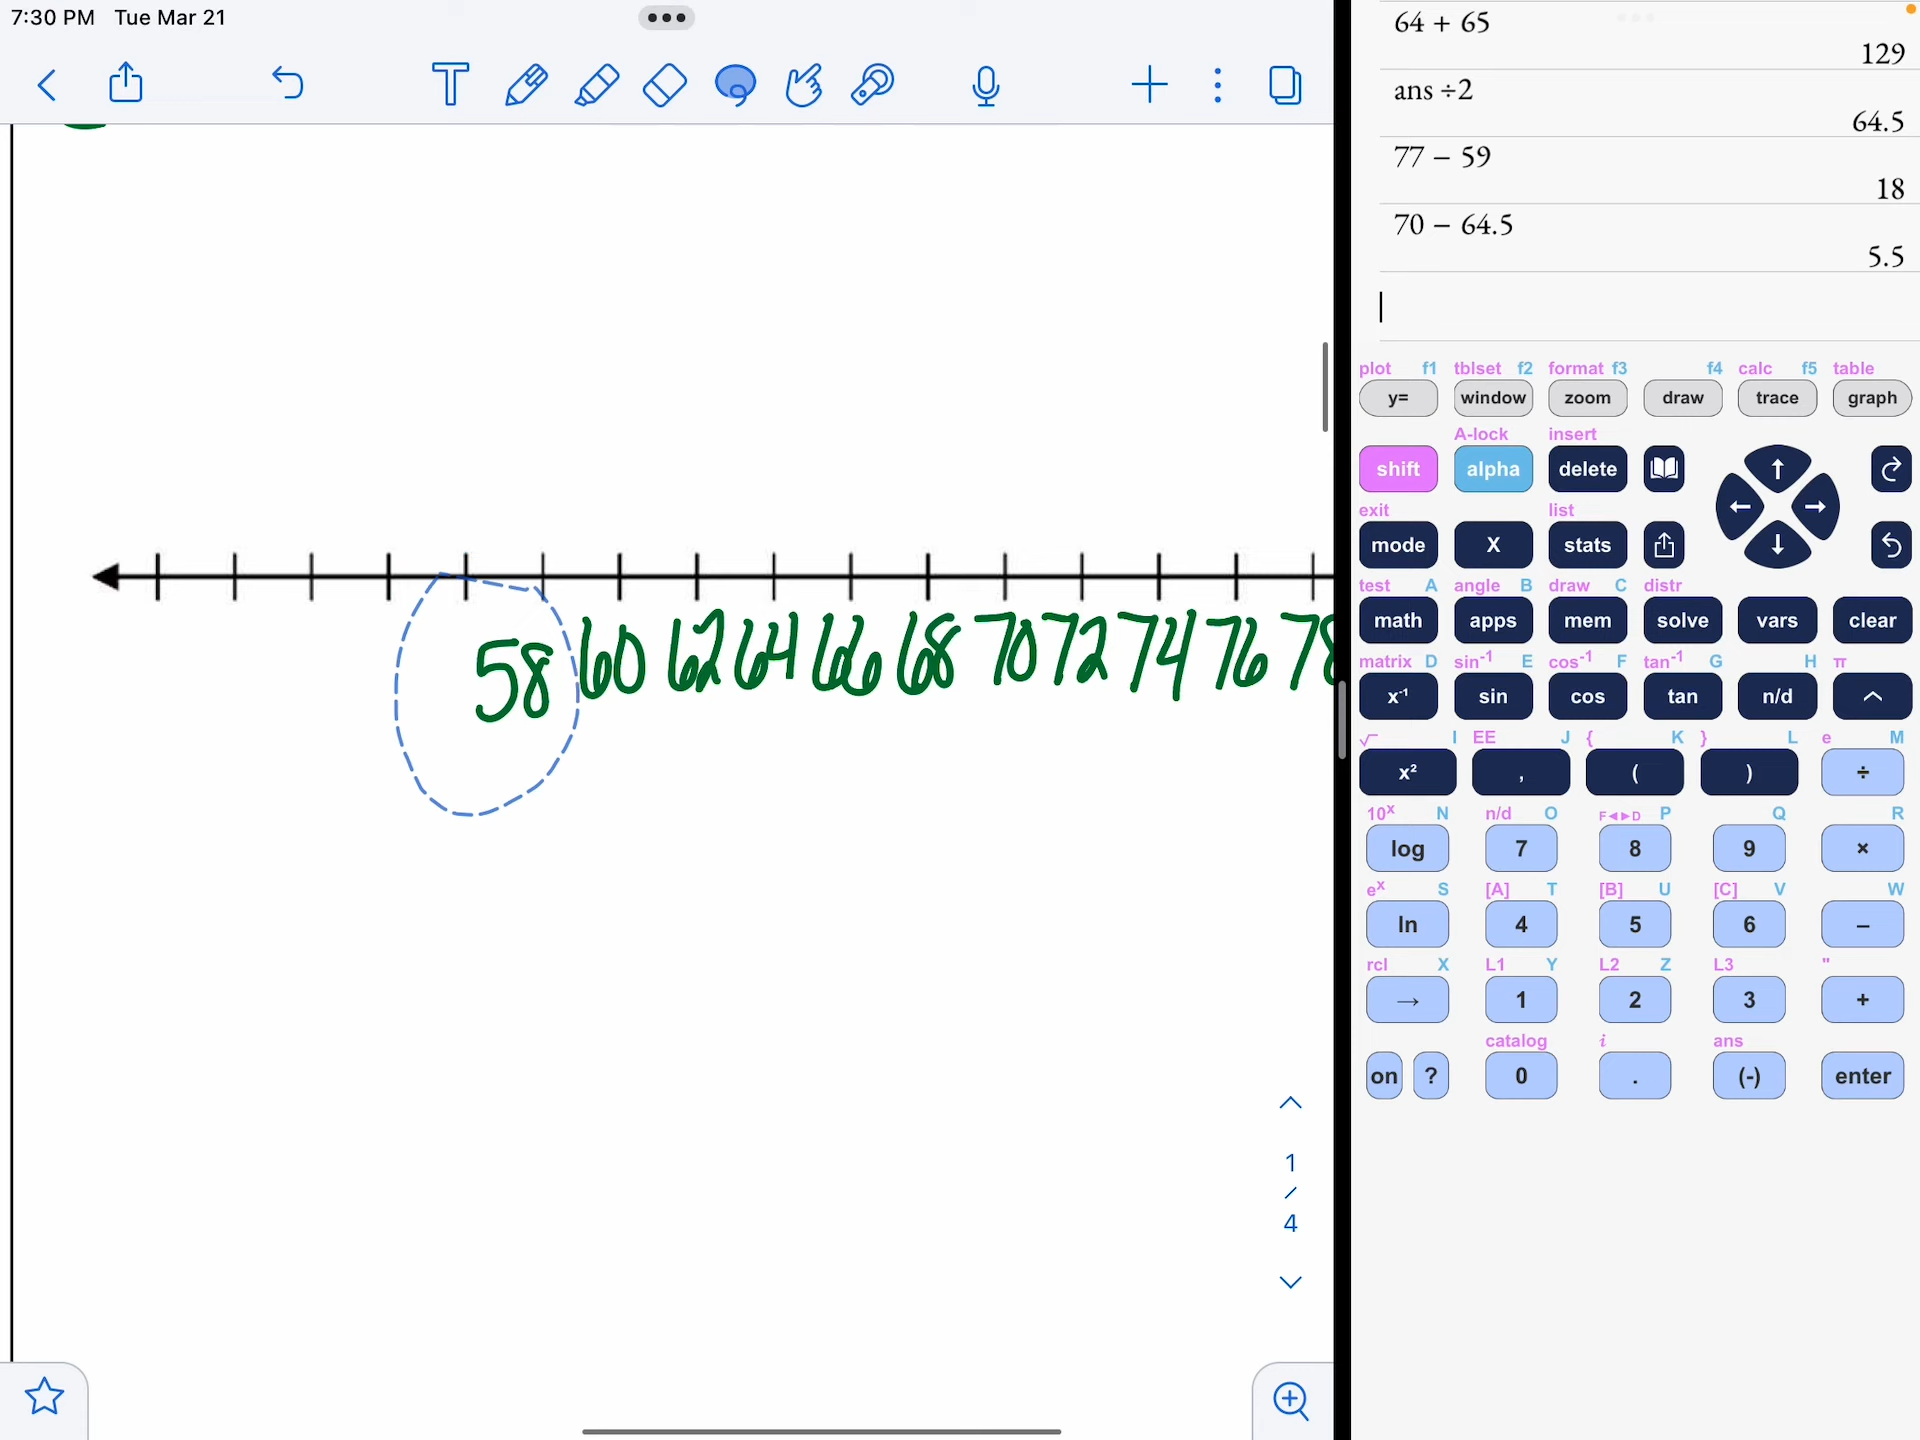 7:30 PM Tue Mar 21
64 + 65
129
ans ÷2
64.5
77 – 59
18
70 – 64.5
5.5
58 60 62 64 66 68 70 72 74 76 78
1
/
4
plot f1 tblset f2 format f3 f4 calc f5 table
y= window zoom draw trace graph
A-lock insert
shift alpha delete
exit list
mode X stats
test A angle B draw C distr
math apps mem solve vars clear
matrix D sin⁻¹ E cos⁻¹ F tan⁻¹ G H π
x⁻¹ sin cos tan n/d ^
√ I EE J { K } L e M
x² , ( ) ÷
10ˣ N n/d O F◄►D P Q R
log 7 8 9 ×
eˣ S [A] T [B] U [C] V W
ln 4 5 6 –
rcl X L1 Y L2 Z L3 "
→ 1 2 3 +
catalog i ans
on ? 0 . (-) enter